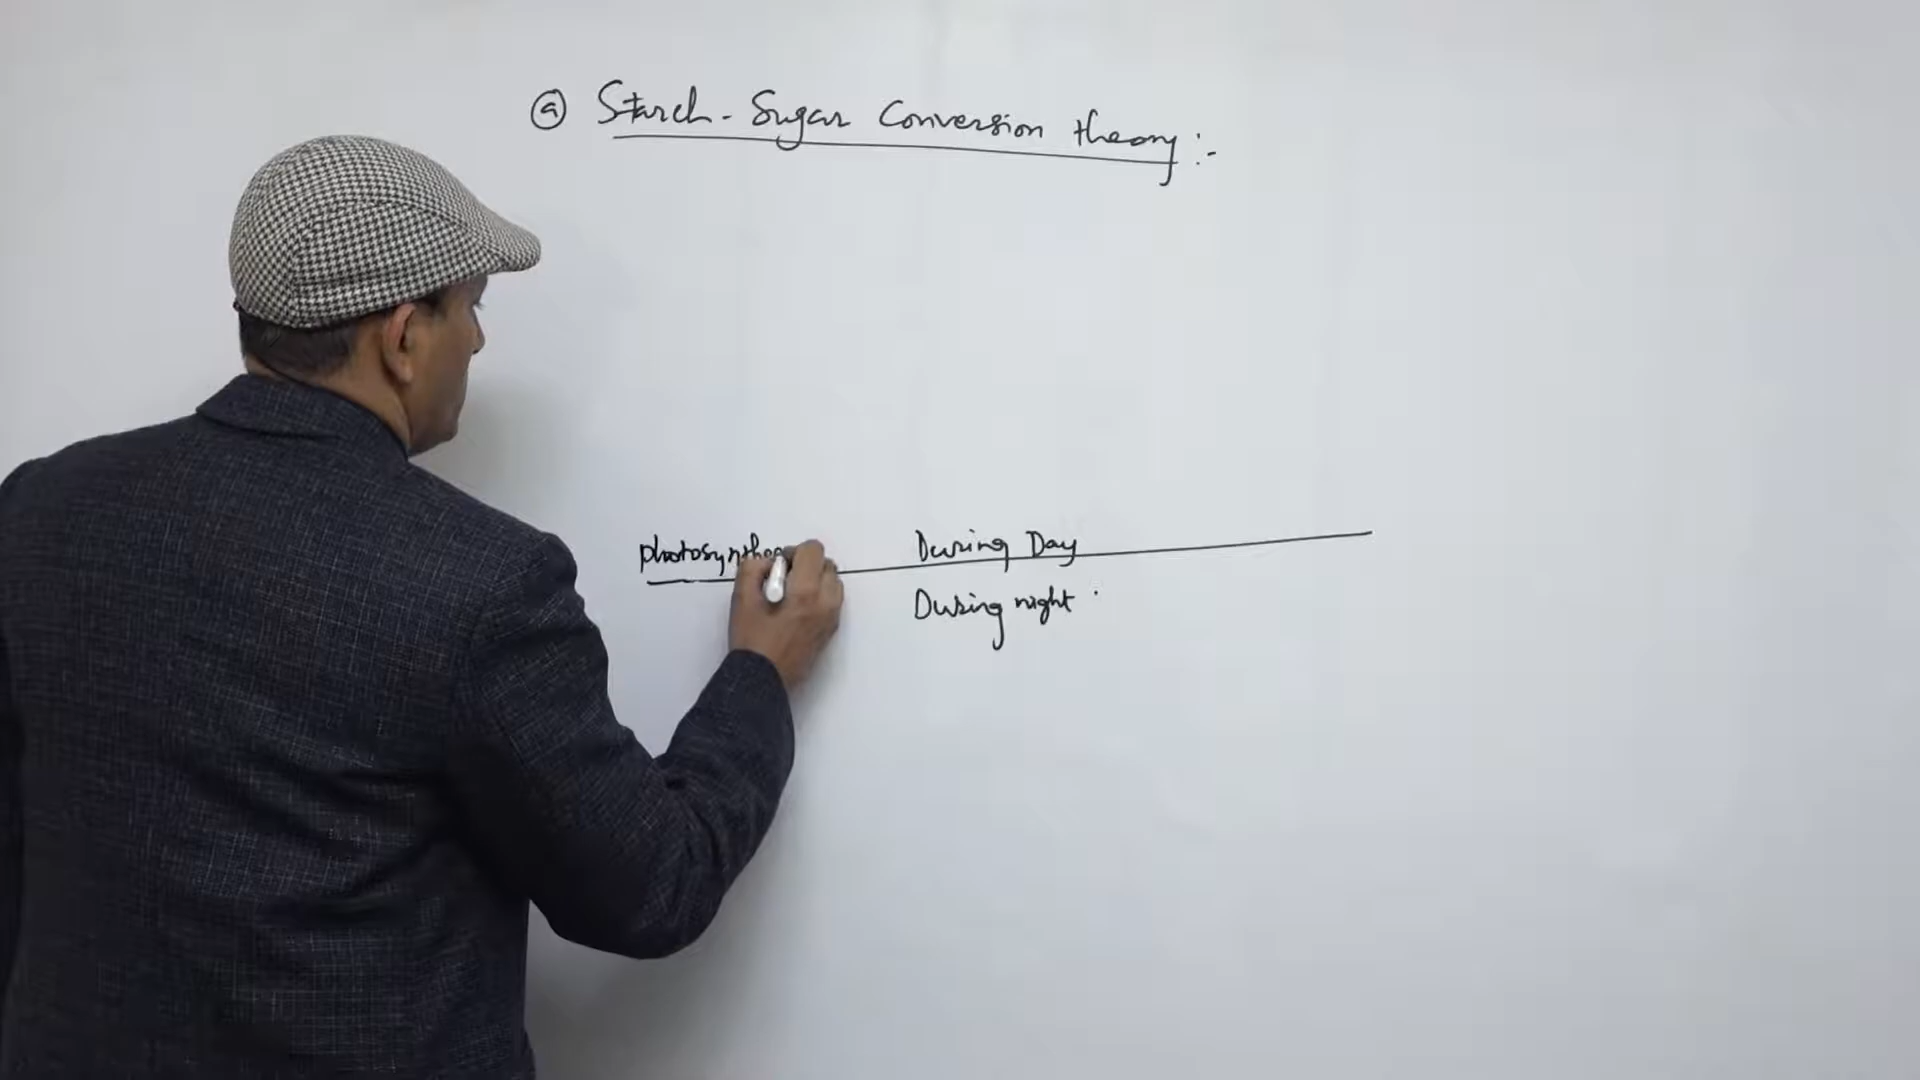 ⓐ Starch-Sugar Conversion theory :-
During Day
During night